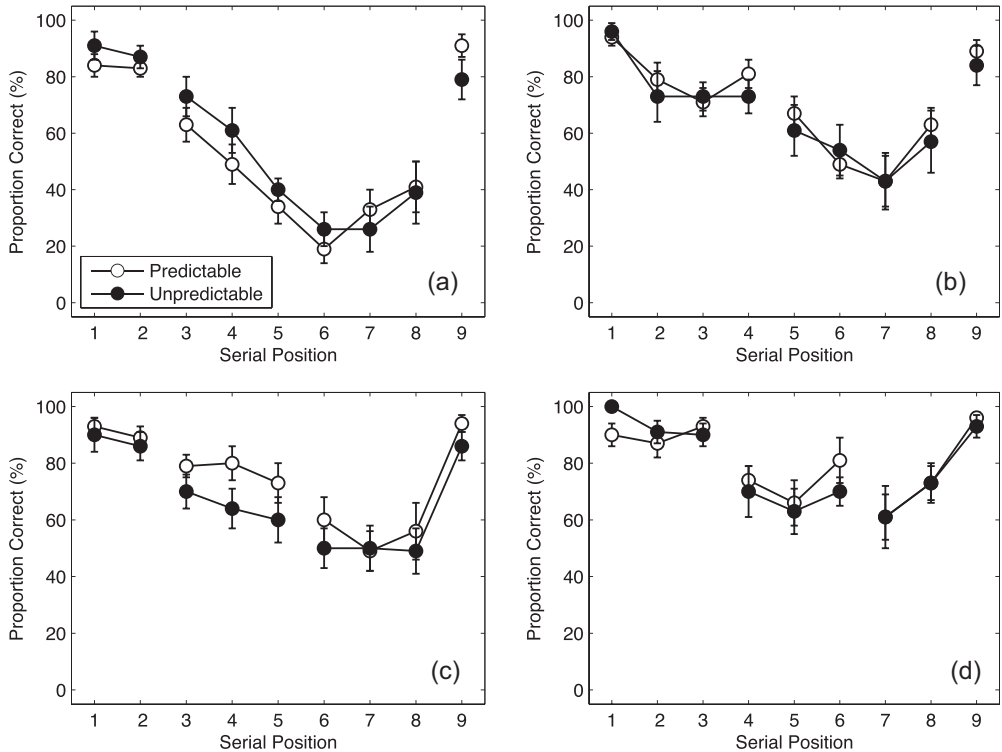 Proportion Correct (%)
100
80
60
40
20
0
Predictable
Unpredictable
(a)
1 2 3 4 5 6 7 8 9
Serial Position
Proportion Correct (%)
100
80
60
40
20
0
(b)
1 2 3 4 5 6 7 8 9
Serial Position
Proportion Correct (%)
100
80
60
40
20
0
(c)
1 2 3 4 5 6 7 8 9
Serial Position
Proportion Correct (%)
100
80
60
40
20
0
(d)
1 2 3 4 5 6 7 8 9
Serial Position